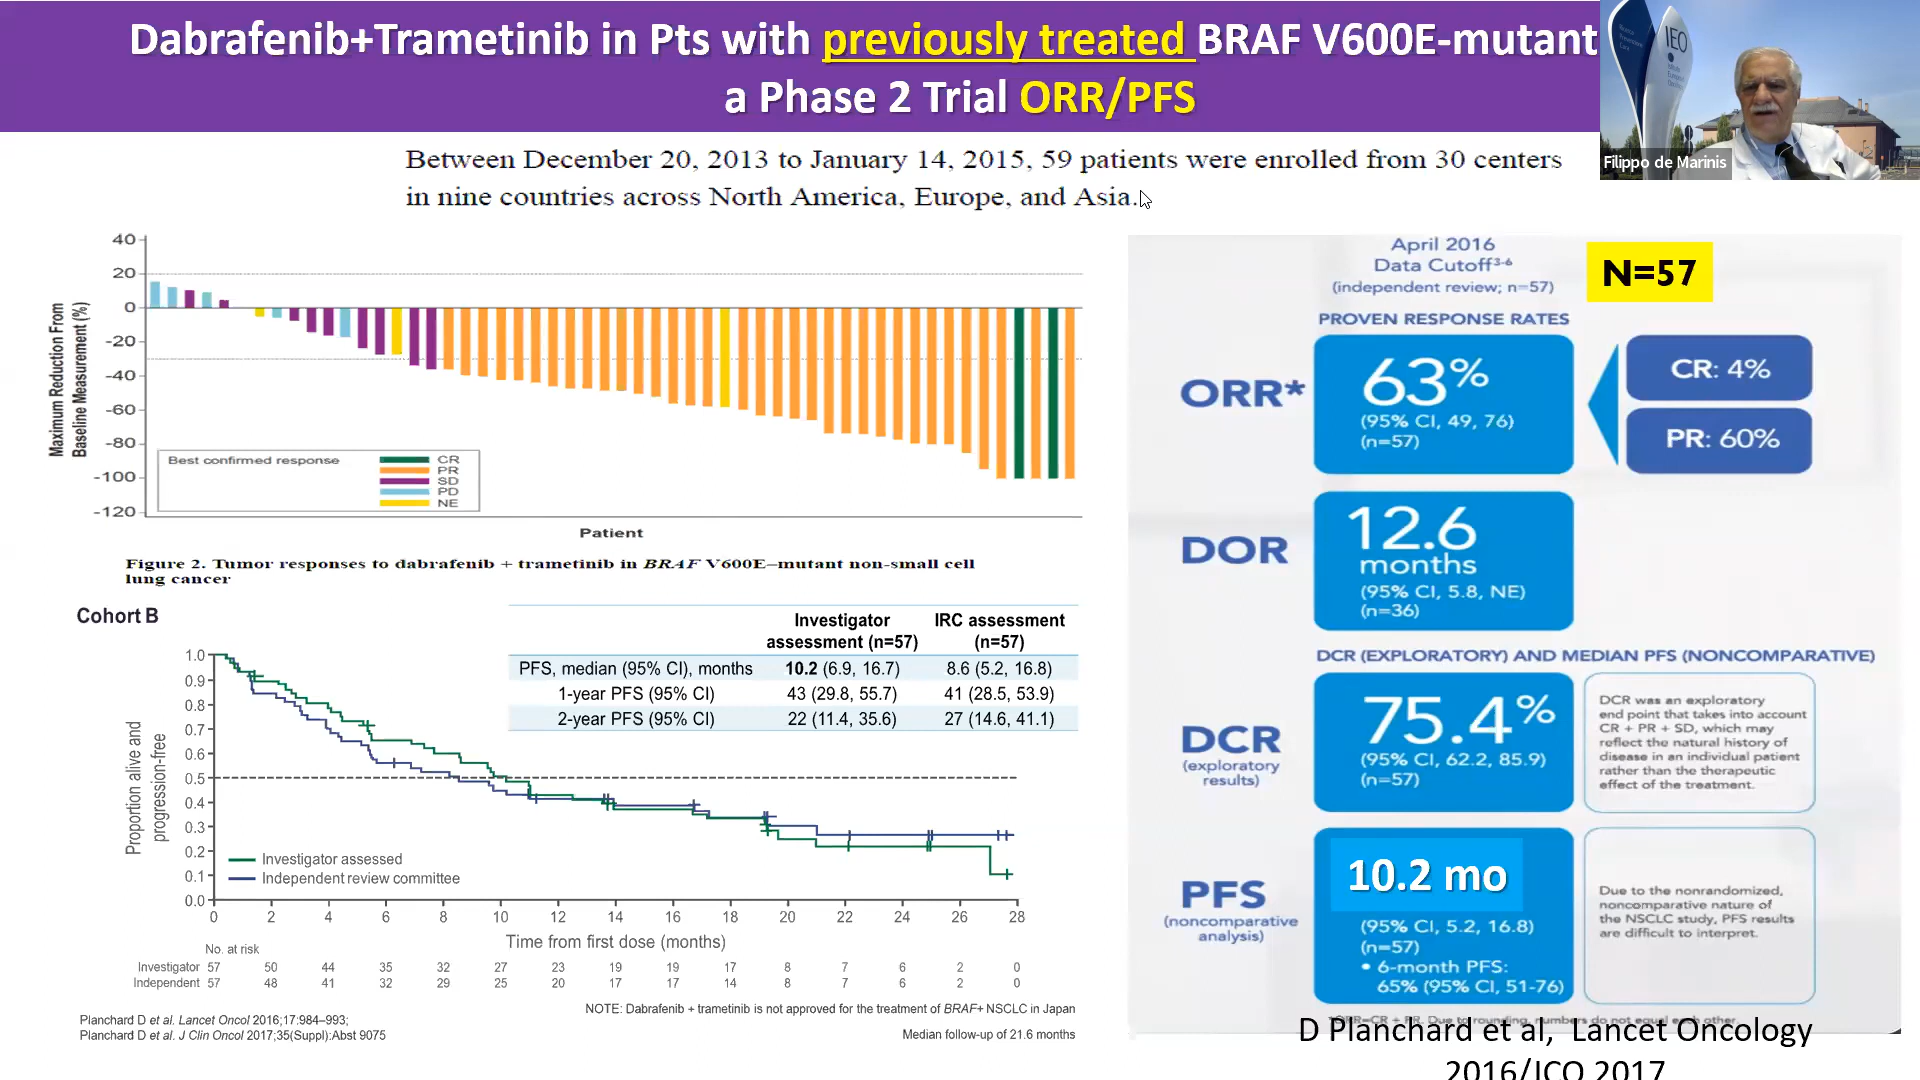 Dabrafenib+Trametinib in Pts with previously treated BRAF V600E-mutant
a Phase 2 Trial ORR/PFS
IEO
Filippo de Marinis
Between December 20, 2013 to January 14, 2015, 59 patients were enrolled from 30 centers
in nine countries across North America, Europe, and Asia.
Maximum Reduction From
Baseline Measurement (%)
40
20
0
-20
-40
-60
-80
-100
-120
Best confirmed response
CR
PR
SD
PD
NE
Patient
Figure 2. Tumor responses to dabrafenib + trametinib in BRAF V600E–mutant non-small cell
lung cancer
Cohort B
Investigator assessment (n=57) IRC assessment (n=57)
PFS, median (95% CI), months 10.2 (6.9, 16.7) 8.6 (5.2, 16.8)
1-year PFS (95% CI) 43 (29.8, 55.7) 41 (28.5, 53.9)
2-year PFS (95% CI) 22 (11.4, 35.6) 27 (14.6, 41.1)
Proportion alive and
progression-free
1.0
0.9
0.8
0.7
0.6
0.5
0.4
0.3
0.2
0.1
0.0
Investigator assessed
Independent review committee
0 2 4 6 8 10 12 14 16 18 20 22 24 26 28
Time from first dose (months)
No. at risk
Investigator 57 50 44 35 32 27 23 19 19 17 8 7 6 2 0
Independent 57 48 41 32 29 25 20 17 17 14 8 7 6 2 0
NOTE: Dabrafenib + trametinib is not approved for the treatment of BRAF+ NSCLC in Japan
Planchard D et al. Lancet Oncol 2016;17:984–993;
Planchard D et al. J Clin Oncol 2017;35(Suppl):Abst 9075
Median follow-up of 21.6 months
April 2016
Data Cutoff3-6
(independent review; n=57)
N=57
PROVEN RESPONSE RATES
ORR*
63%
(95% CI, 49, 76)
(n=57)
CR: 4%
PR: 60%
DOR
12.6
months
(95% CI, 5.8, NE)
(n=36)
DCR (EXPLORATORY) AND MEDIAN PFS (NONCOMPARATIVE)
DCR
(exploratory
results)
75.4%
(95% CI, 62.2, 85.9)
(n=57)
DCR was an exploratory
end point that takes into account
CR + PR + SD, which may
reflect the natural history of
disease in an individual patient
rather than the therapeutic
effect of the treatment.
PFS
(noncomparative
analysis)
10.2 mo
(95% CI, 5.2, 16.8)
(n=57)
• 6-month PFS:
65% (95% CI, 51-76)
Due to the nonrandomized,
noncomparative nature of
the NSCLC study, PFS results
are difficult to interpret.
*ORR=CR + PR. Due to rounding, numbers do not equal each other.
D Planchard et al, Lancet Oncology
2016/JCO 2017